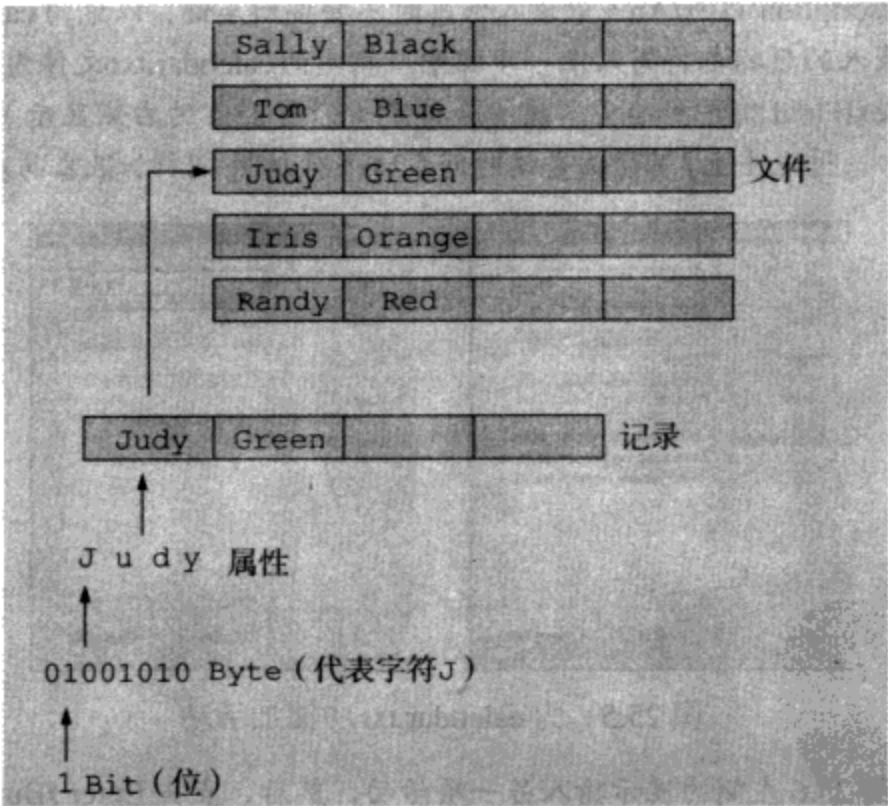 Sally Black
Tom Blue
Judy Green 文件
Iris Orange
Randy Red
Judy Green 记录
J u d y 属性
01001010 Byte (代表字符J)
1 Bit (位)